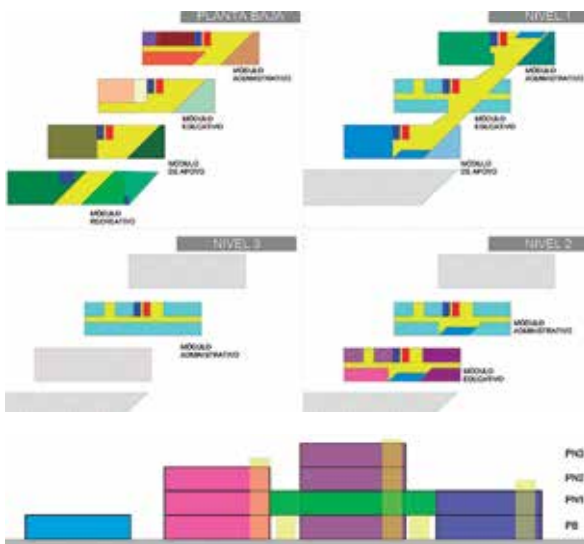 PLANTA BAJA
MÓDULO
ADMINISTRATIVO
MÓDULO
EDUCATIVO
MÓDULO
DE APOYO
MÓDULO
RECREATIVO
NIVEL 1
MÓDULO
ADMINISTRATIVO
MÓDULO
EDUCATIVO
MÓDULO
DE APOYO
NIVEL 3
MÓDULO
ADMINISTRATIVO
NIVEL 2
MÓDULO
ADMINISTRATIVO
MÓDULO
EDUCATIVO
PN3
PN2
PN1
PB